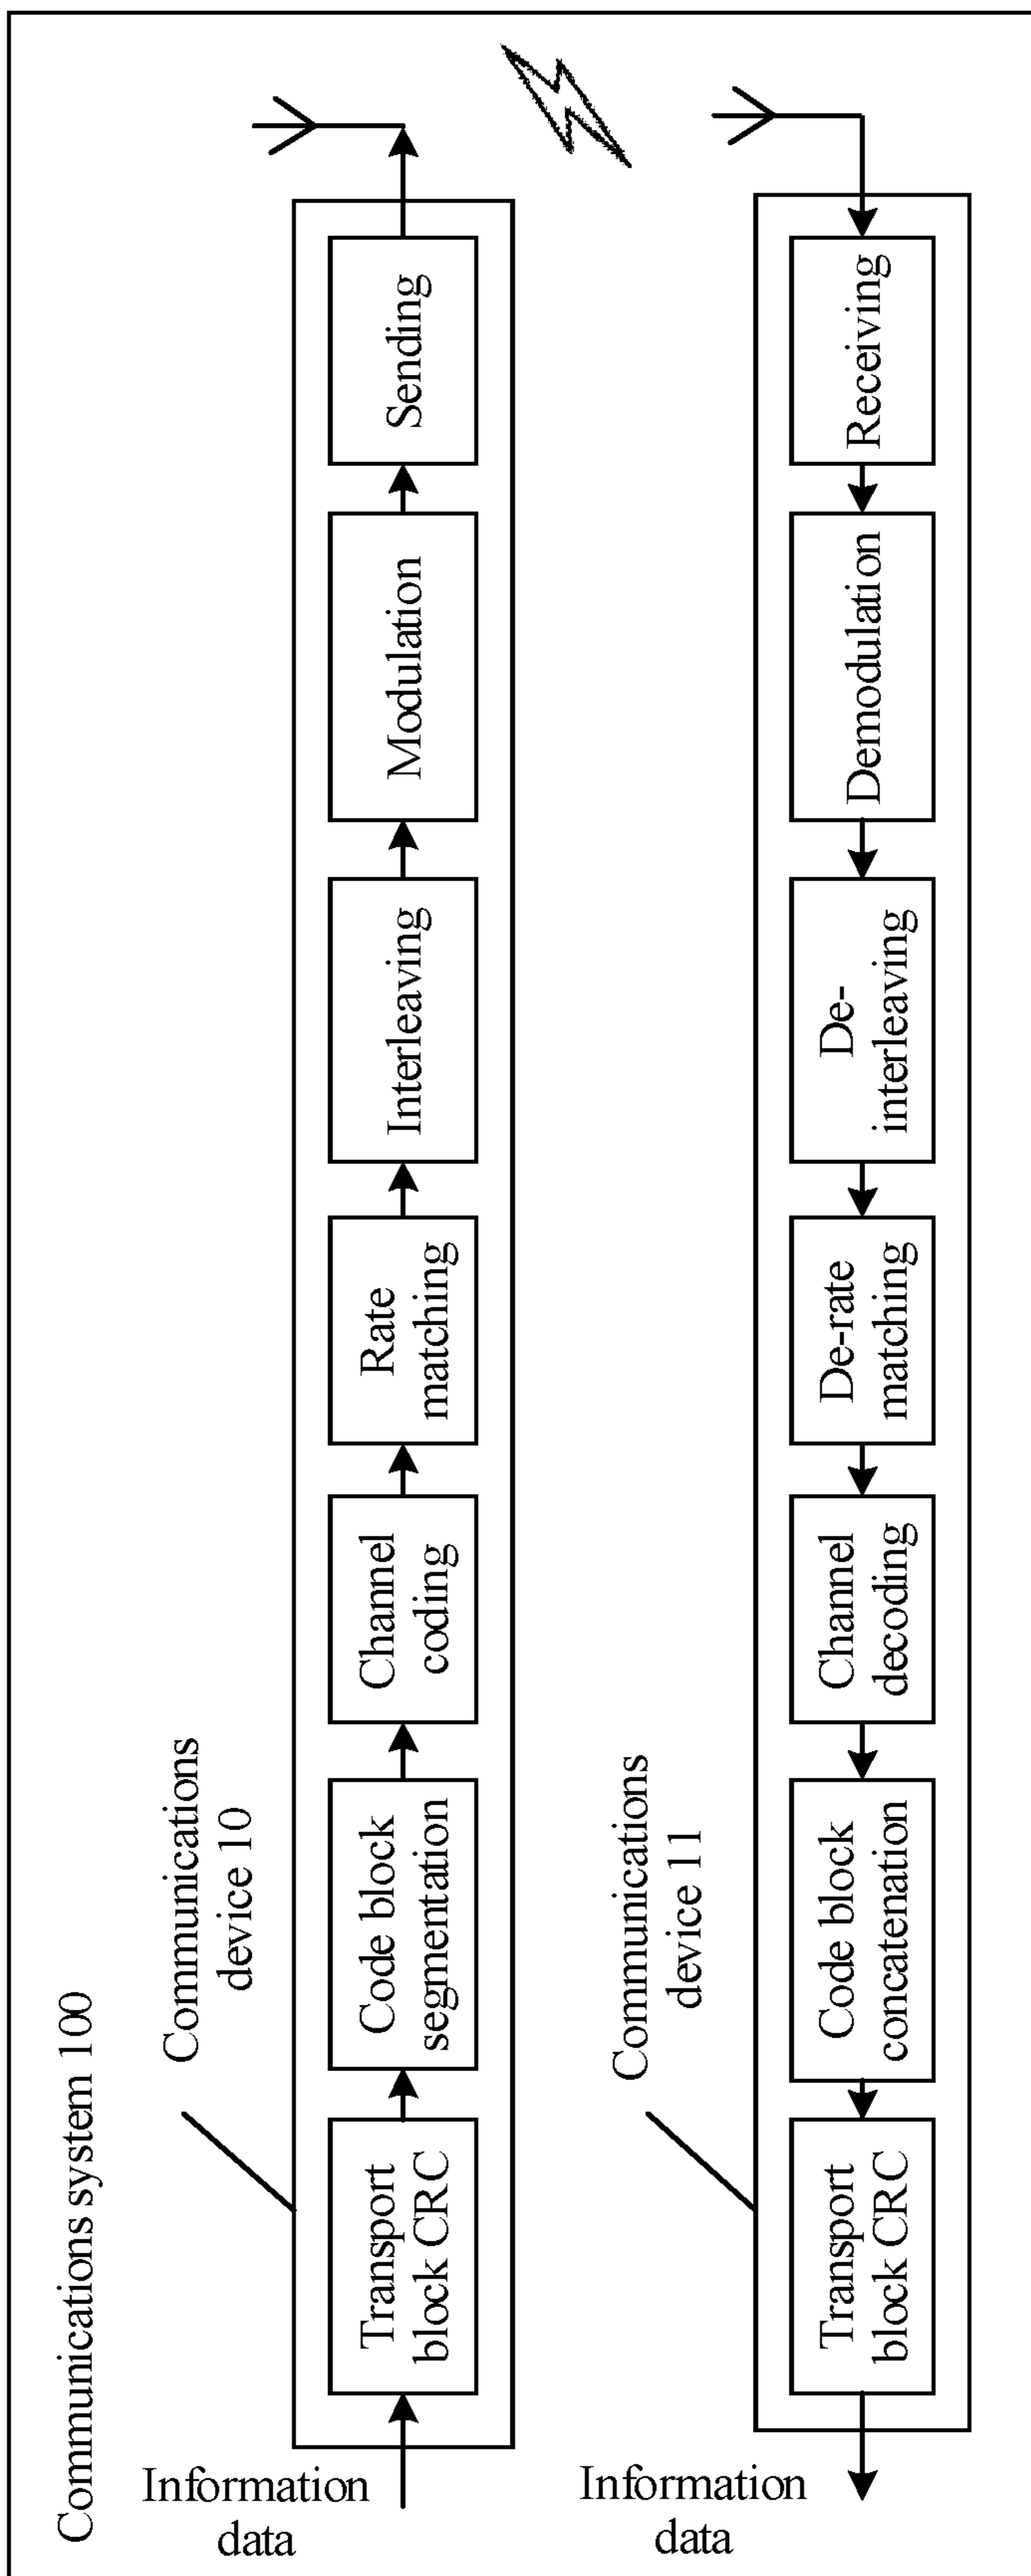 Communications system 100
Communications
device 10
Information
data
Transport
block CRC
Code block
segmentation
Channel
coding
Rate
matching
Interleaving
Modulation
Sending
Communications
device 11
Information
data
Transport
block CRC
Code block
concatenation
Channel
decoding
De-rate
matching
De-
interleaving
Demodulation
Receiving